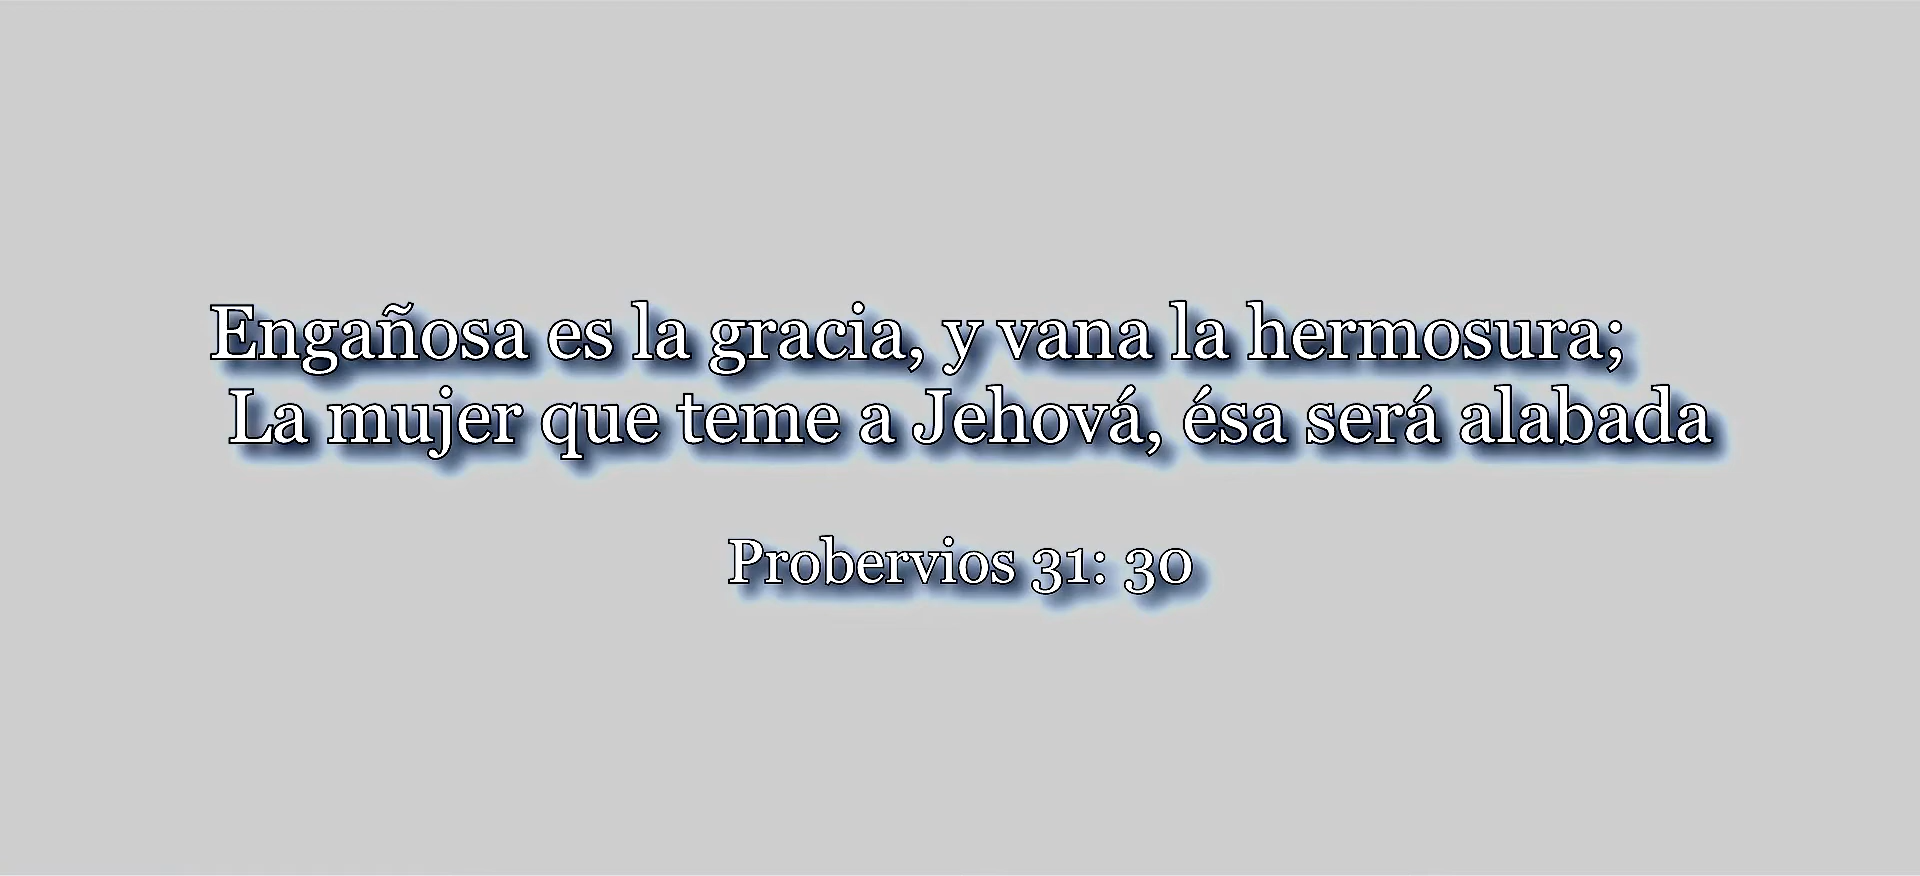 Engañosa es la gracia, y vana la hermosura;
La mujer que teme a Jehová, ésa será alabada
Probervios 31: 30